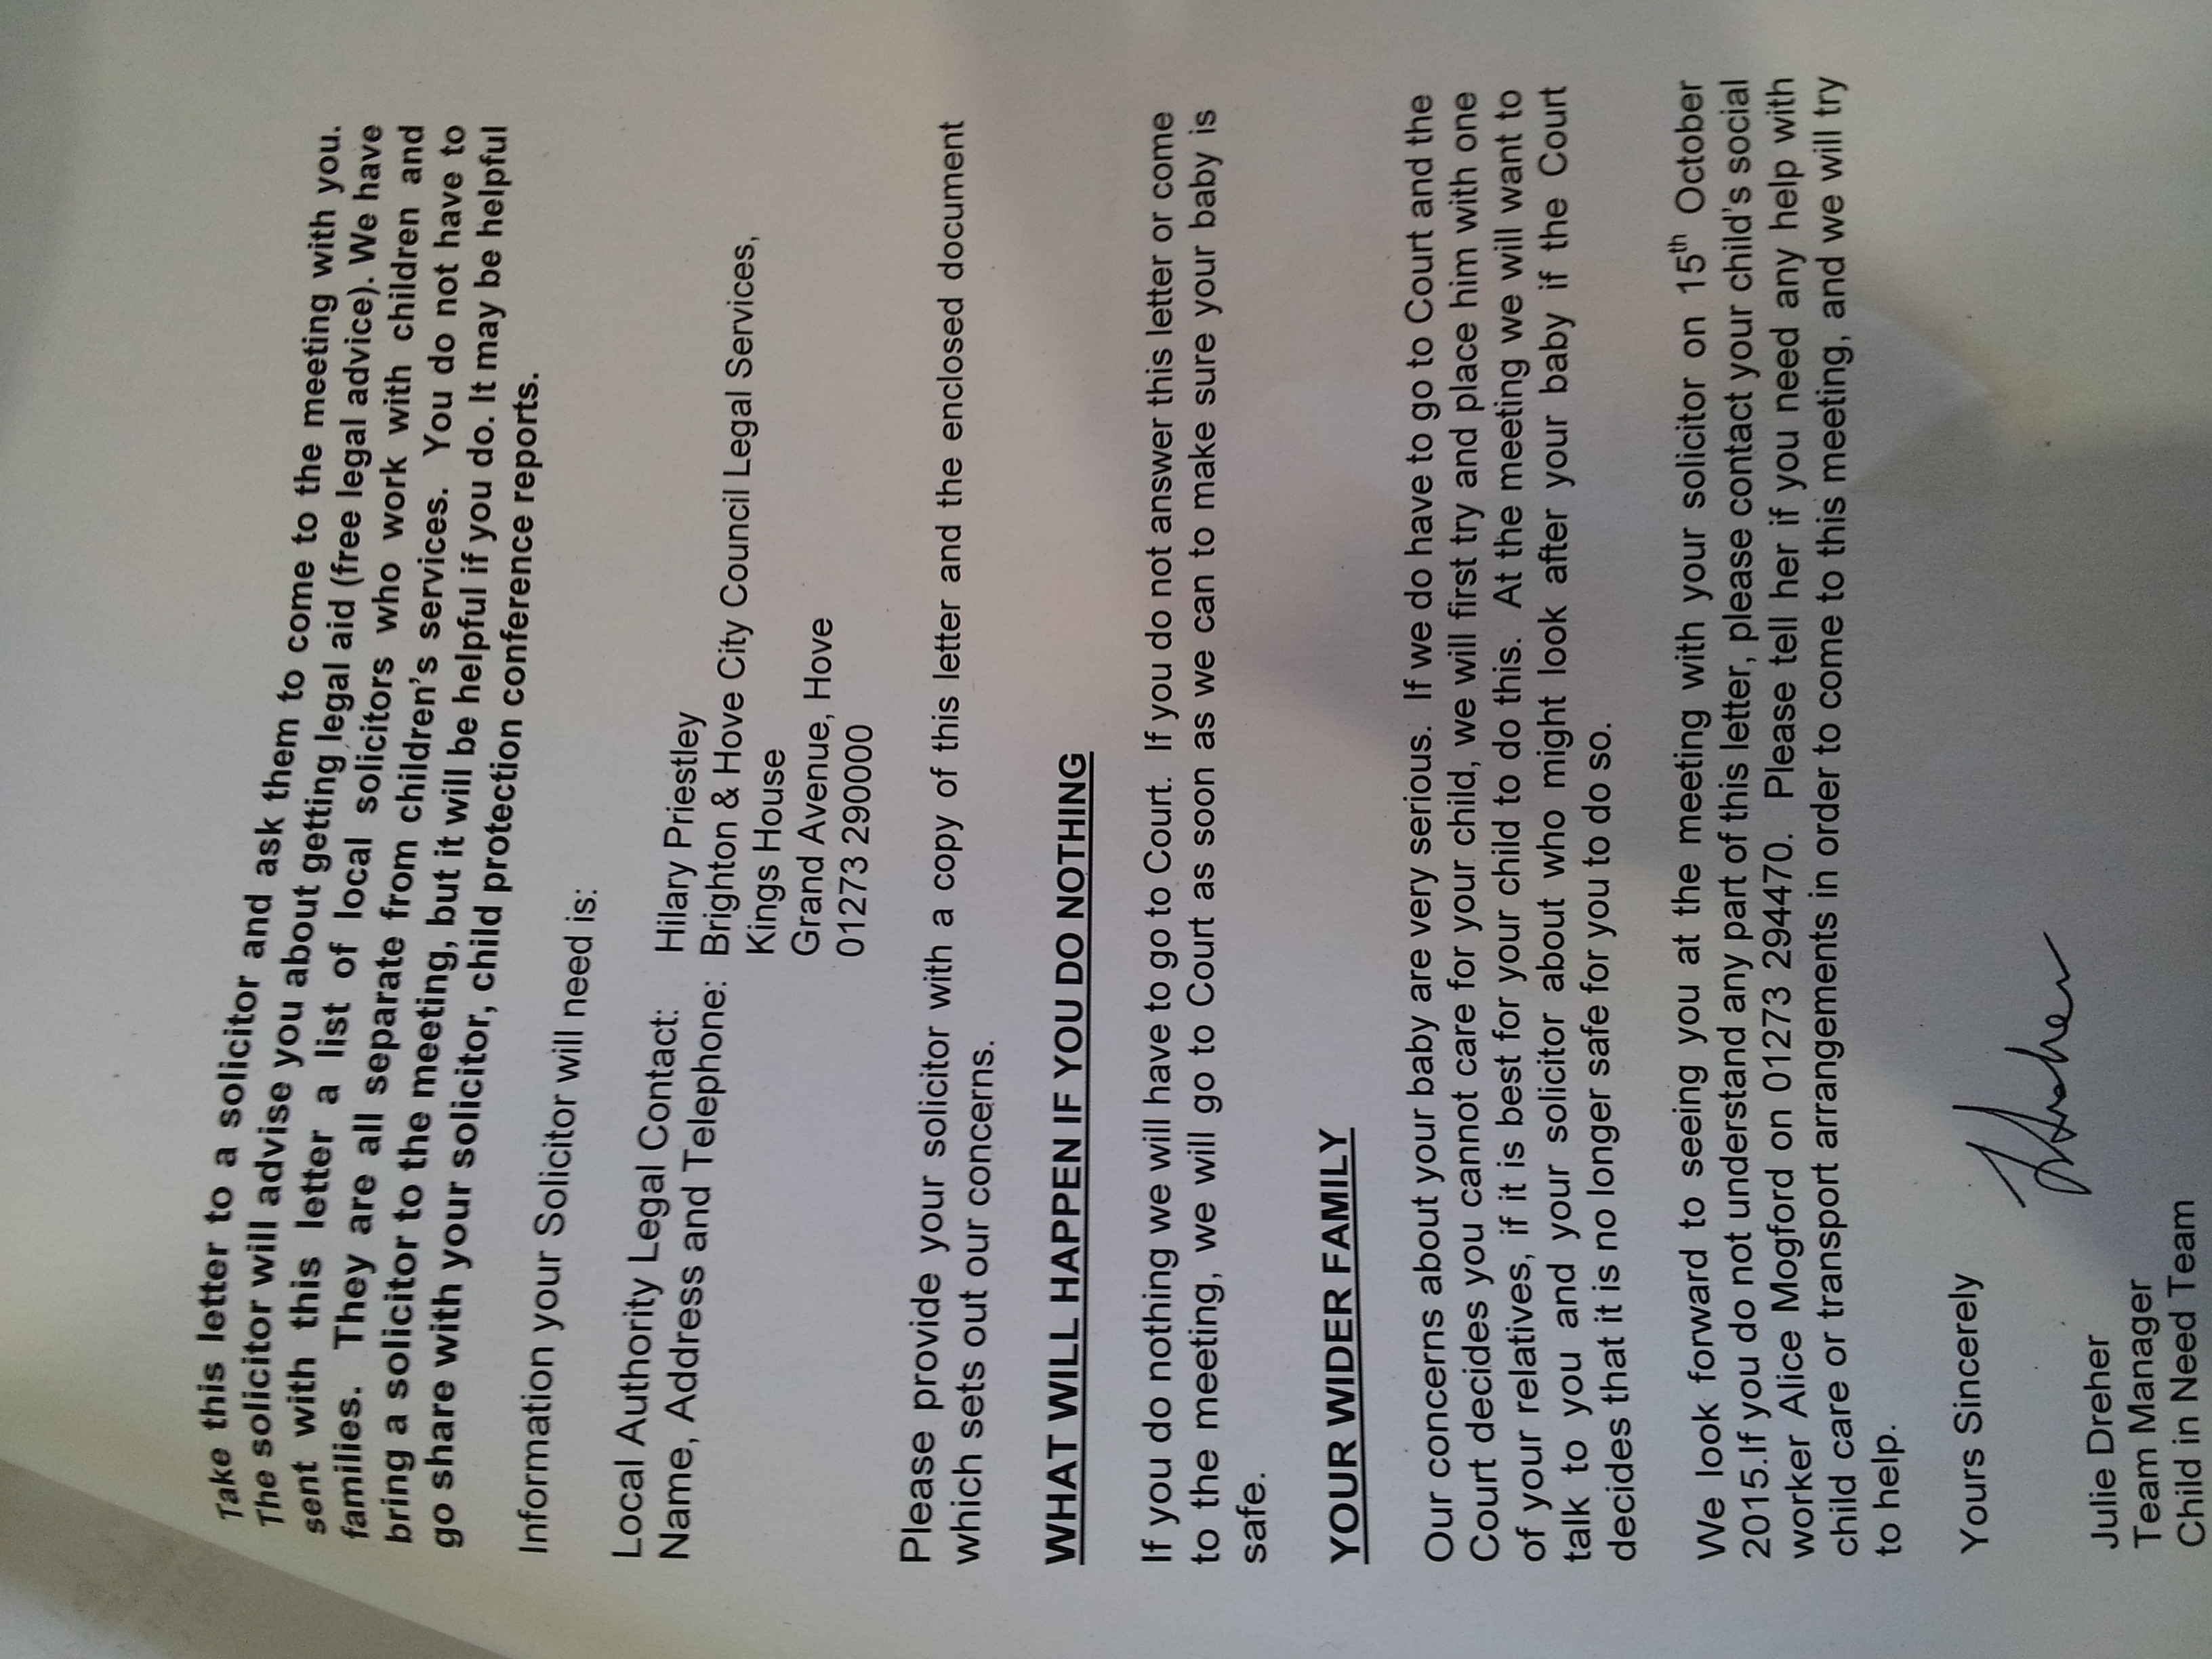 Take this letter to a solicitor and ask them to come to the meeting with you.
The solicitor will advise you about getting legal aid (free legal advice). We have
sent with this letter a list of local solicitors who work with children and
families. They are all separate from children's services. You do not have to
bring a solicitor to the meeting, but it will be helpful if you do. It may be helpful
go share with your solicitor, child protection conference reports.
Information your Solicitor will need is:
Local Authority Legal Contact: Hilary Priestley
Name, Address and Telephone: Brighton & Hove City Council Legal Services,
Kings House
Grand Avenue, Hove
01273 290000
Please provide your solicitor with a copy of this letter and the enclosed document
which sets out our concerns.
WHAT WILL HAPPEN IF YOU DO NOTHING
If you do nothing we will have to go to Court. If you do not answer this letter or come
to the meeting, we will go to Court as soon as we can to make sure your baby is
safe.
YOUR WIDER FAMILY
Our concerns about your baby are very serious. If we do have to go to Court and the
Court decides you cannot care for your child, we will first try and place him with one
of your relatives, if it is best for your child to do this. At the meeting we will want to
talk to you and your solicitor about who might look after your baby if the Court
decides that it is no longer safe for you to do so.
We look forward to seeing you at the meeting with your solicitor on 15th October
2015.If you do not understand any part of this letter, please contact your child's social
worker Alice Mogford on 01273 294470. Please tell her if you need any help with
child care or transport arrangements in order to come to this meeting, and we will try
to help.
Yours Sincerely
JDreher
Julie Dreher
Team Manager
Child in Need Team